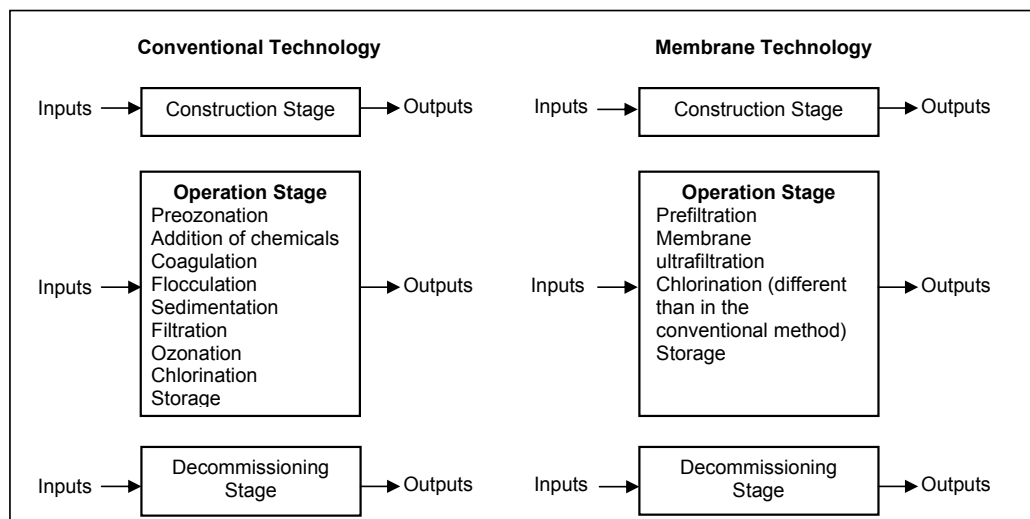 Conventional Technology
Inputs
Construction Stage
Outputs
Inputs
Operation Stage
Preozonation
Addition of chemicals
Coagulation
Flocculation
Sedimentation
Filtration
Ozonation
Chlorination
Storage
Outputs
Inputs
Decommissioning
Stage
Outputs
Membrane Technology
Inputs
Construction Stage
Outputs
Inputs
Operation Stage
Prefiltration
Membrane
ultrafiltration
Chlorination (different
than in the
conventional method)
Storage
Outputs
Inputs
Decommissioning
Stage
Outputs